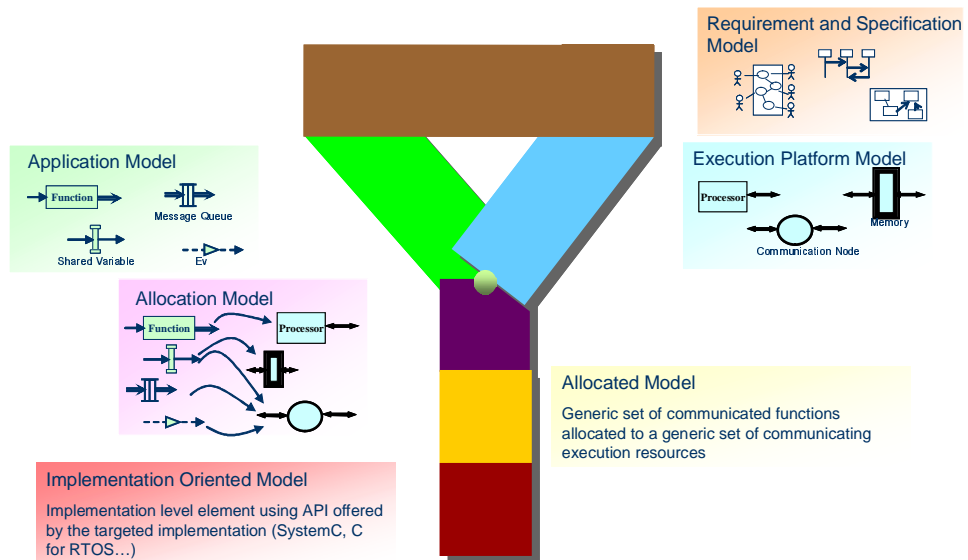 Requirement and Specification
Model
Application Model
Function
Message Queue
Shared Variable
Ev
Execution Platform Model
Processor
Memory
Communication Node
Allocation Model
Function
Processor
Allocated Model
Generic set of communicated functions
allocated to a generic set of communicating
execution resources
Implementation Oriented Model
Implementation level element using API offered
by the targeted implementation (SystemC, C
for RTOS…)